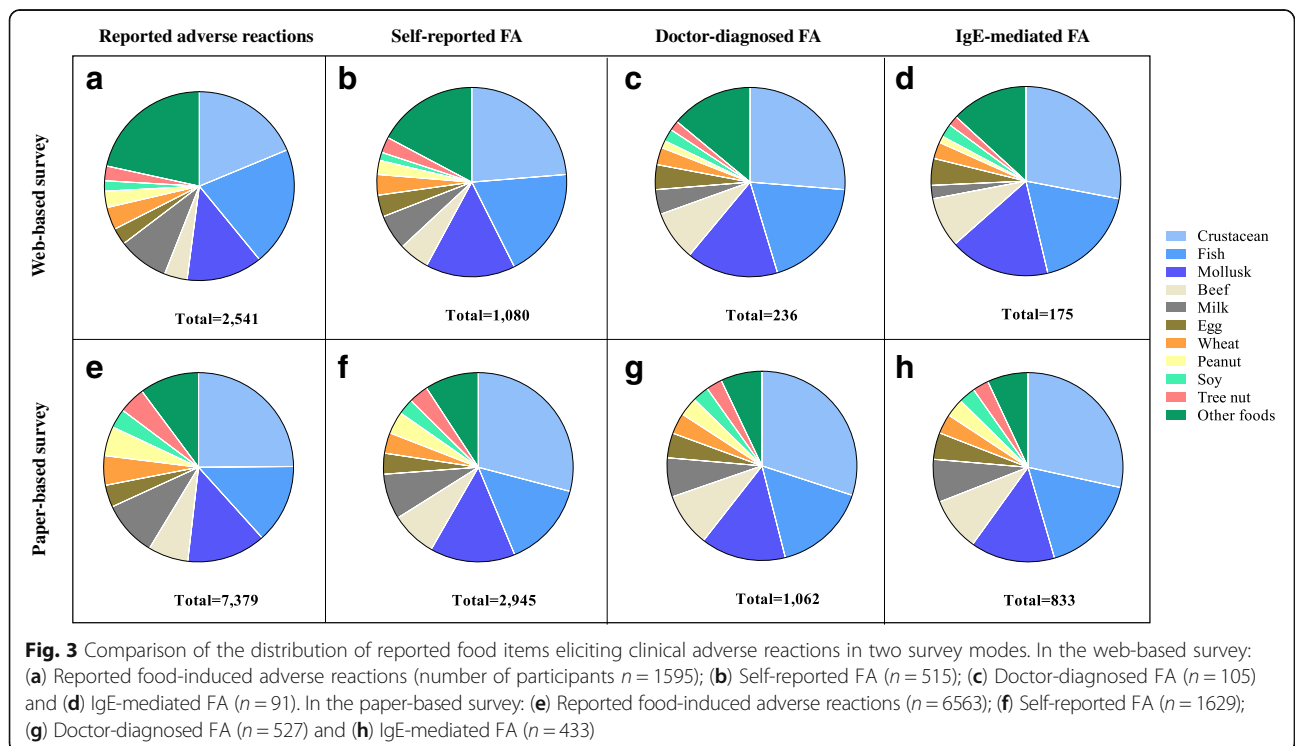 Reported adverse reactions
Self-reported FA
Doctor-diagnosed FA
IgE-mediated FA
Web-based survey
a
b
c
d
Total=2,541
Total=1,080
Total=236
Total=175
Paper-based survey
e
f
g
h
Total=7,379
Total=2,945
Total=1,062
Total=833
Crustacean
Fish
Mollusk
Beef
Milk
Egg
Wheat
Peanut
Soy
Tree nut
Other foods
Fig. 3 Comparison of the distribution of reported food items eliciting clinical adverse reactions in two survey modes. In the web-based survey:
(a) Reported food-induced adverse reactions (number of participants n = 1595); (b) Self-reported FA (n = 515); (c) Doctor-diagnosed FA (n = 105)
and (d) IgE-mediated FA (n = 91). In the paper-based survey: (e) Reported food-induced adverse reactions (n = 6563); (f) Self-reported FA (n = 1629);
(g) Doctor-diagnosed FA (n = 527) and (h) IgE-mediated FA (n = 433)